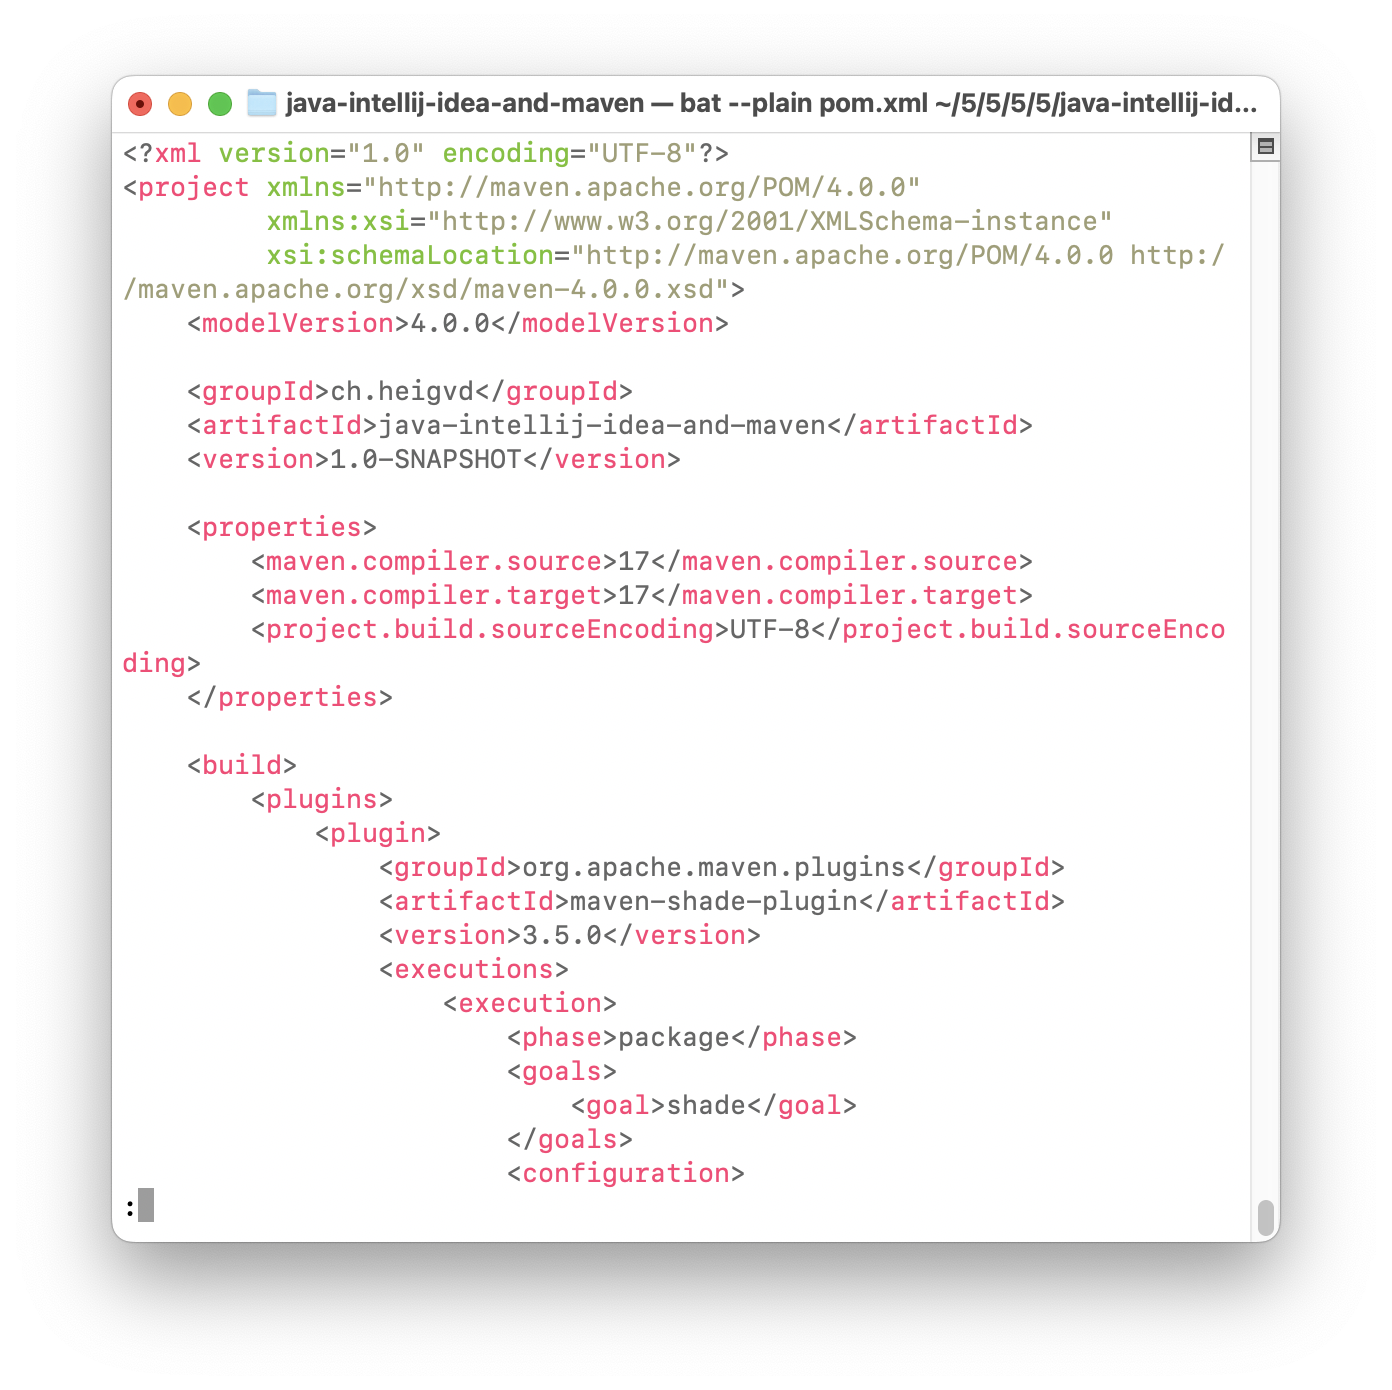 java-intellij-idea-and-maven — bat --plain pom.xml ~/5/5/5/5/java-intellij-id...
<?xml version="1.0" encoding="UTF-8"?>
<project xmlns="http://maven.apache.org/POM/4.0.0"
         xmlns:xsi="http://www.w3.org/2001/XMLSchema-instance"
         xsi:schemaLocation="http://maven.apache.org/POM/4.0.0 http:/
/maven.apache.org/xsd/maven-4.0.0.xsd">
    <modelVersion>4.0.0</modelVersion>

    <groupId>ch.heigvd</groupId>
    <artifactId>java-intellij-idea-and-maven</artifactId>
    <version>1.0-SNAPSHOT</version>

    <properties>
        <maven.compiler.source>17</maven.compiler.source>
        <maven.compiler.target>17</maven.compiler.target>
        <project.build.sourceEncoding>UTF-8</project.build.sourceEnco
ding>
    </properties>

    <build>
        <plugins>
            <plugin>
                <groupId>org.apache.maven.plugins</groupId>
                <artifactId>maven-shade-plugin</artifactId>
                <version>3.5.0</version>
                <executions>
                    <execution>
                        <phase>package</phase>
                        <goals>
                            <goal>shade</goal>
                        </goals>
                        <configuration>
: